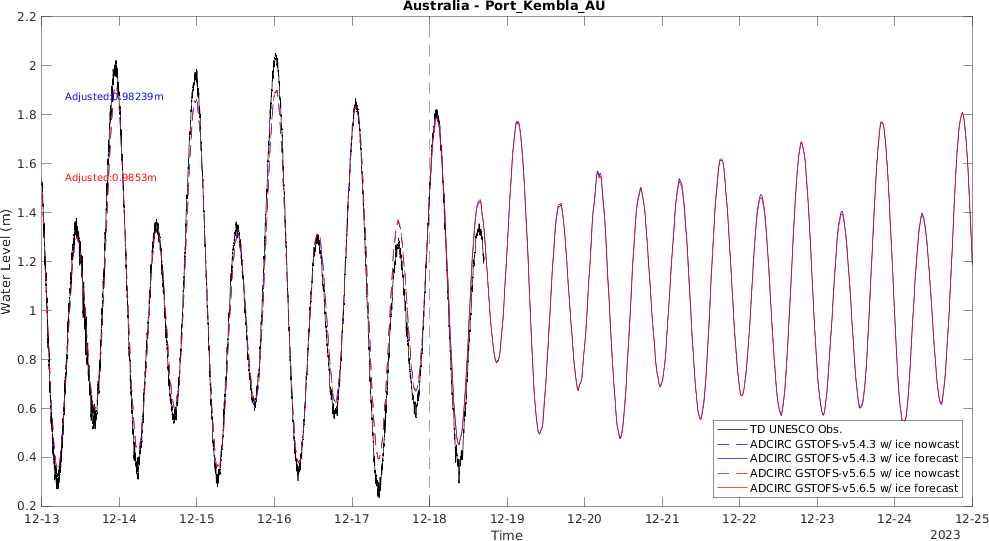 Australia - Port_Kembla_AU
2.2
2
1.8
1.6
1.4
1.2
1
0.8
0.6
0.4
0.2
Water Level (m)
Adjusted:0.98239m
Adjusted:0.9853m
TD UNESCO Obs.
ADCIRC GSTOFS-v5.4.3 w/ ice nowcast
ADCIRC GSTOFS-v5.4.3 w/ ice forecast
ADCIRC GSTOFS-v5.6.5 w/ ice nowcast
ADCIRC GSTOFS-v5.6.5 w/ ice forecast
12-13 12-14 12-15 12-16 12-17 12-18 12-19 12-20 12-21 12-22 12-23 12-24 12-25
Time
2023